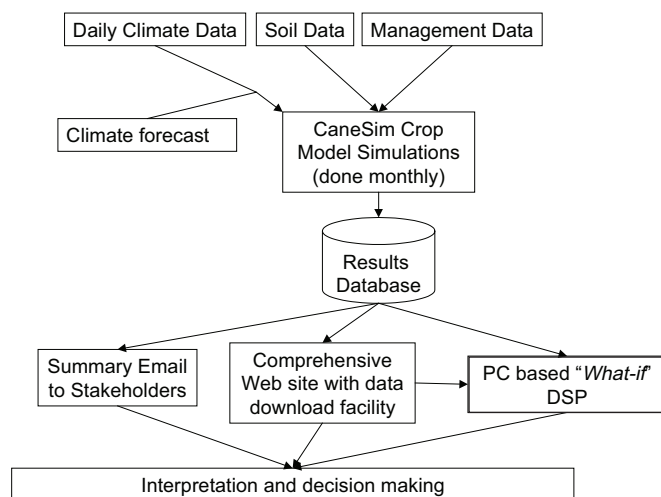 Daily Climate Data
Soil Data
Management Data
Climate forecast
CaneSim Crop
Model Simulations
(done monthly)
Results
Database
Summary Email
to Stakeholders
Comprehensive
Web site with data
download facility
PC based “What-if”
DSP
Interpretation and decision making